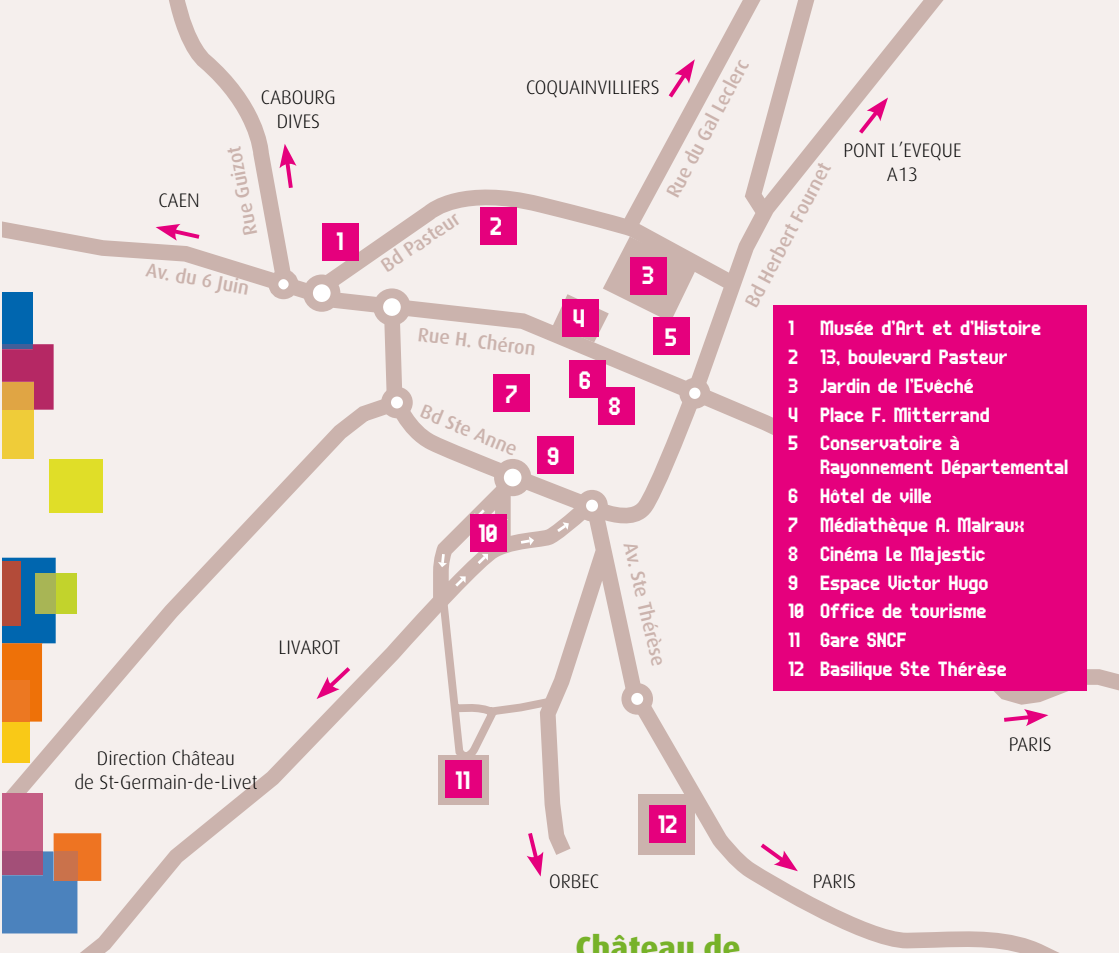 COQUAINVILLIERS
CABOURG
DIVES
Rue du Gal Leclerc
PONT L'EVEQUE
A13
Rue Guizot
CAEN
Bd Herbert Fournet
1
2
Bd Pasteur
3
Av. du 6 Juin
4
5
Rue H. Chéron
6
7
8
Bd Ste Anne
9
10
Av. Ste Thérèse
1 Musée d'Art et d'Histoire
2 13, boulevard Pasteur
3 Jardin de l'Evêché
4 Place F. Mitterrand
5 Conservatoire à
Rayonnement Départemental
6 Hôtel de ville
7 Médiathèque A. Malraux
8 Cinéma Le Majestic
9 Espace Victor Hugo
10 Office de tourisme
11 Gare SNCF
12 Basilique Ste Thérèse
LIVAROT
PARIS
Direction Château
de St-Germain-de-Livet
11
12
ORBEC
PARIS
Château de